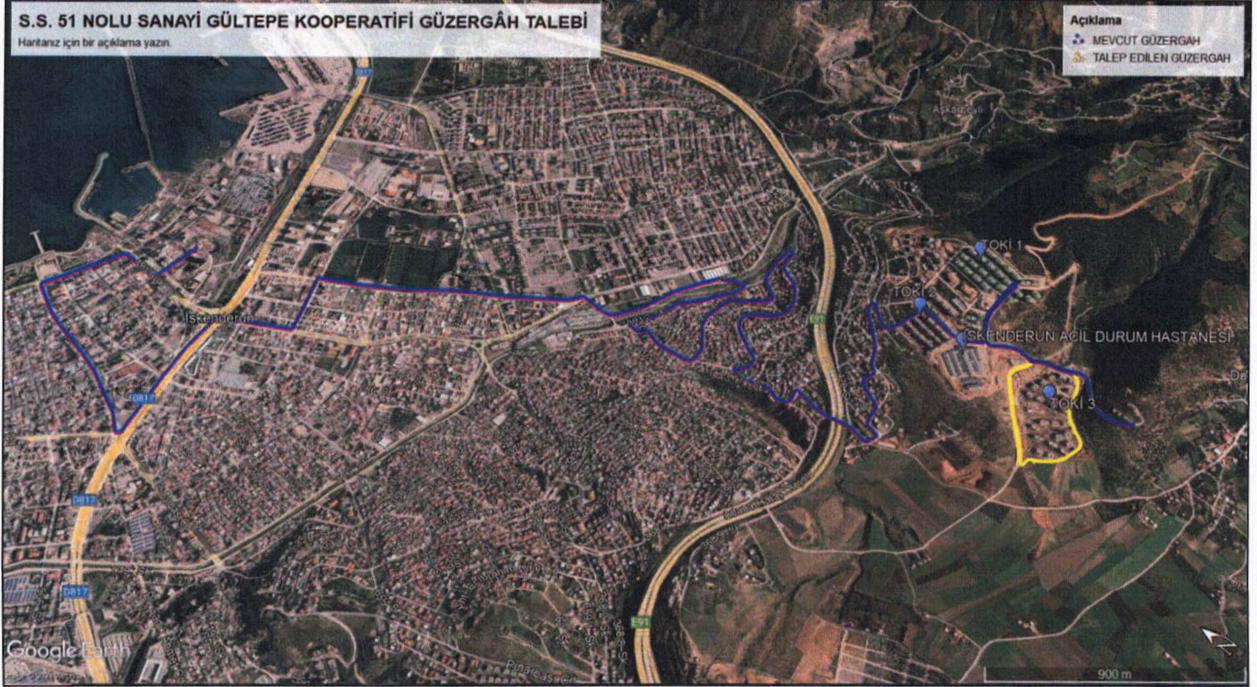 S.S. 51 NOLU SANAYİ GÜLTEPE KOOPERATİFİ GÜZERGÂH TALEBİ
Haritanız için bir açıklama yazın.
Açıklama
MEVCUT GÜZERGAH
TALEP EDİLEN GÜZERGAH
D817
TOKİ 1
TOKİ
İskenderun
E91
İSKENDERUN ACİL DURUM HASTANESİ
D817
TOKİ 3
D817
D817
E91
Google Earth
900 m